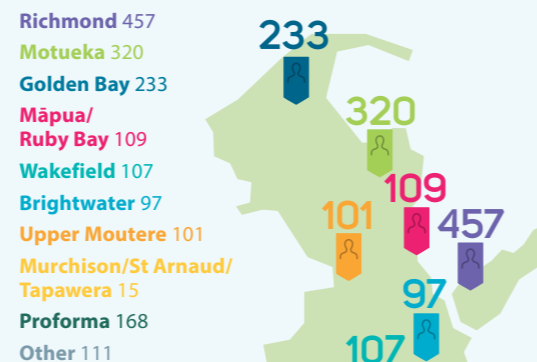 Richmond 457
Motueka 320
Golden Bay 233
Māpua/
Ruby Bay 109
Wakefield 107
Brightwater 97
Upper Moutere 101
Murchison/St Arnaud/
Tapawera 15
Proforma 168
Other 111
233
320
109
101
457
97
107